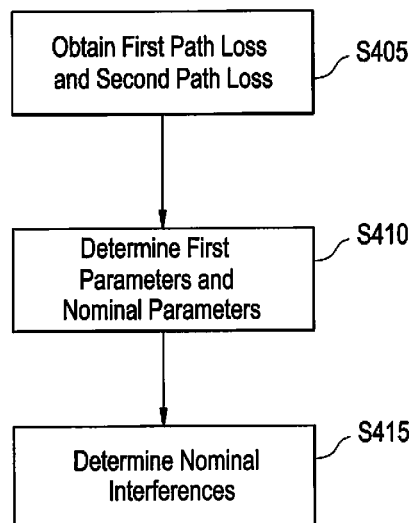 Obtain First Path Loss
and Second Path Loss
S405
Determine First
Parameters and
Nominal Parameters
S410
Determine Nominal
Interferences
S415